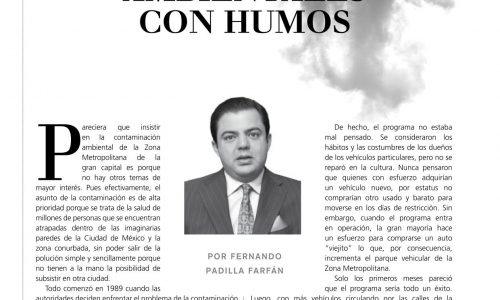 CON HUMOS
Pareciera que insistir
en la contaminación
ambiental de la Zona
Metropolitana de la
gran capital es porque
no hay otros temas de
mayor interés. Pues efectivamente, el
asunto de la contaminación es de alta
prioridad porque se trata de la salud de
millones de personas que se encuentran
atrapadas dentro de las imaginarias
paredes de la Ciudad de México y la
zona conurbada, sin poder salir de la
polución simple y sencillamente porque
no tienen a la mano la posibilidad de
subsistir en otra ciudad.
Todo comenzó en 1989 cuando las
autoridades deciden enfrentar el problema de la contaminación
POR FERNANDO
PADILLA FARFÁN
De hecho, el programa no estaba
mal pensado. Se consideraron los
hábitos y las costumbres de los dueños
de los vehículos particulares, pero no se
reparó en la cultura. Nunca pensaron
que quienes con esfuerzo adquirían
un vehículo nuevo, por estatus no
comprarían otro usado y barato para
moverse en los días de restricción. Sin
embargo, cuando el programa entra
en operación, la gran mayoría hace
un esfuerzo para comprarse un auto
"viejito" lo que, por consecuencia,
incrementa el parque vehicular de la
Zona Metropolitana.
Solo los primeros meses pareció
que el programa sería todo un éxito.
Luego, con más vehículos circulando por las calles de la